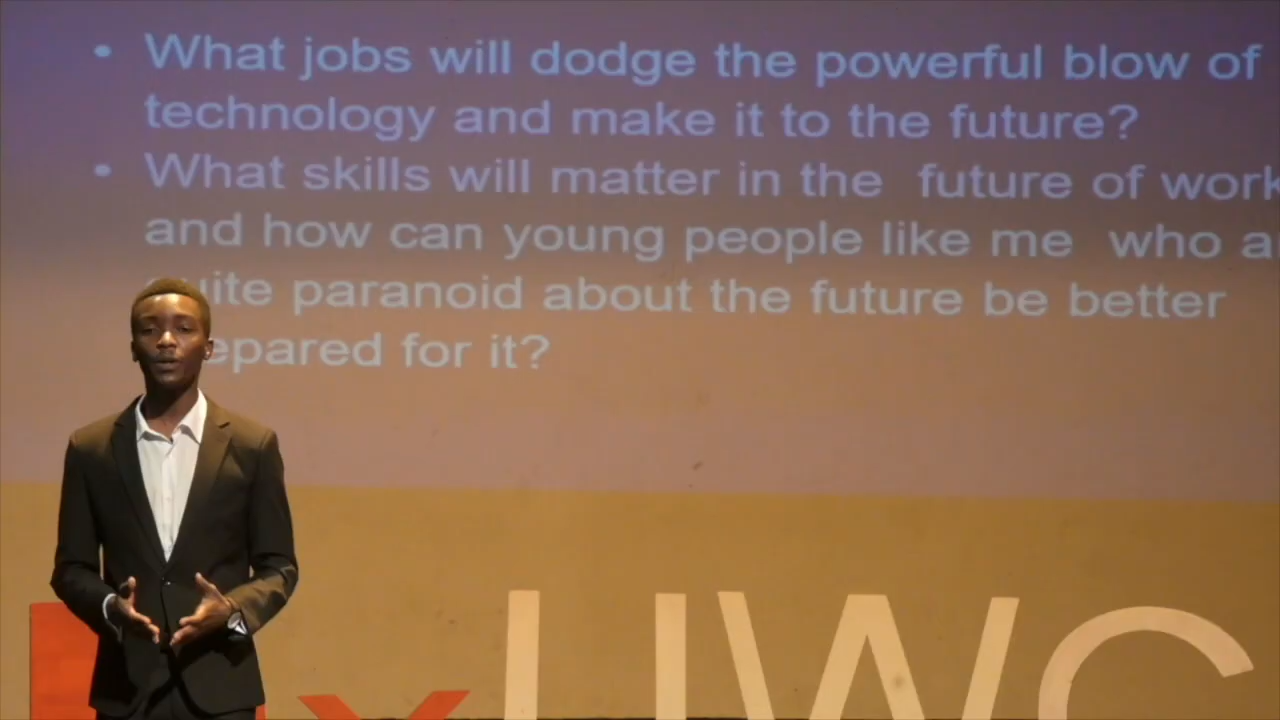 • What jobs will dodge the powerful blow of
technology and make it to the future?
• What skills will matter in the future of work
and how can young people like me who
paranoid about the future be better
for it?
x UWC